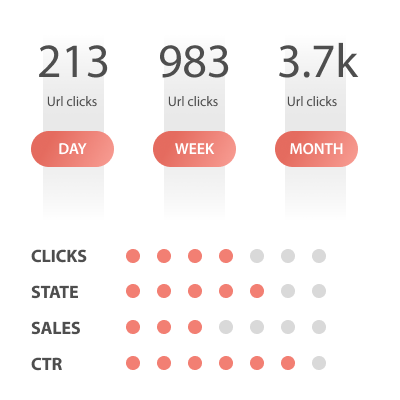 213 983 3.7k
Url clicks Url clicks Url clicks
DAY WEEK MONTH
CLICKS
STATE
SALES
CTR